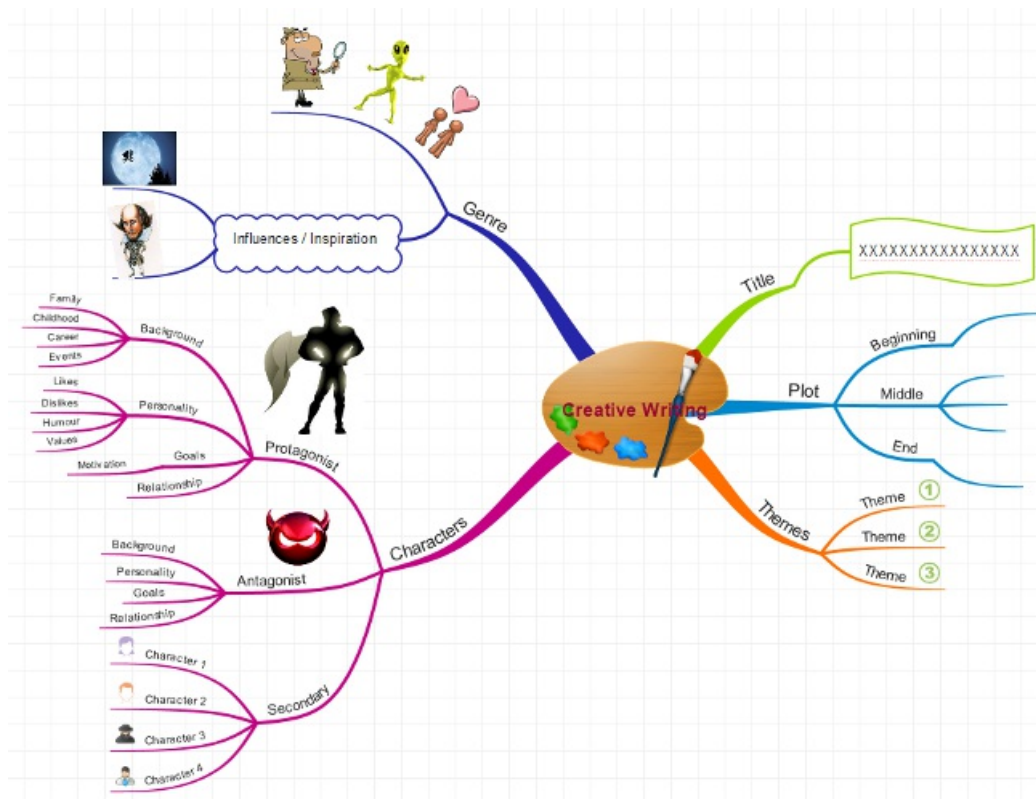 Creative Writing
Genre
Influences / Inspiration
Title
XXXXXXXXXXXXXXXX
Plot
Beginning
Middle
End
Themes
Theme 1
Theme 2
Theme 3
Characters
Protagonist
Background
Family
Childhood
Career
Events
Personality
Likes
Dislikes
Humour
Values
Goals
Motivation
Relationship
Antagonist
Background
Personality
Goals
Relationship
Secondary
Character 1
Character 2
Character 3
Character 4